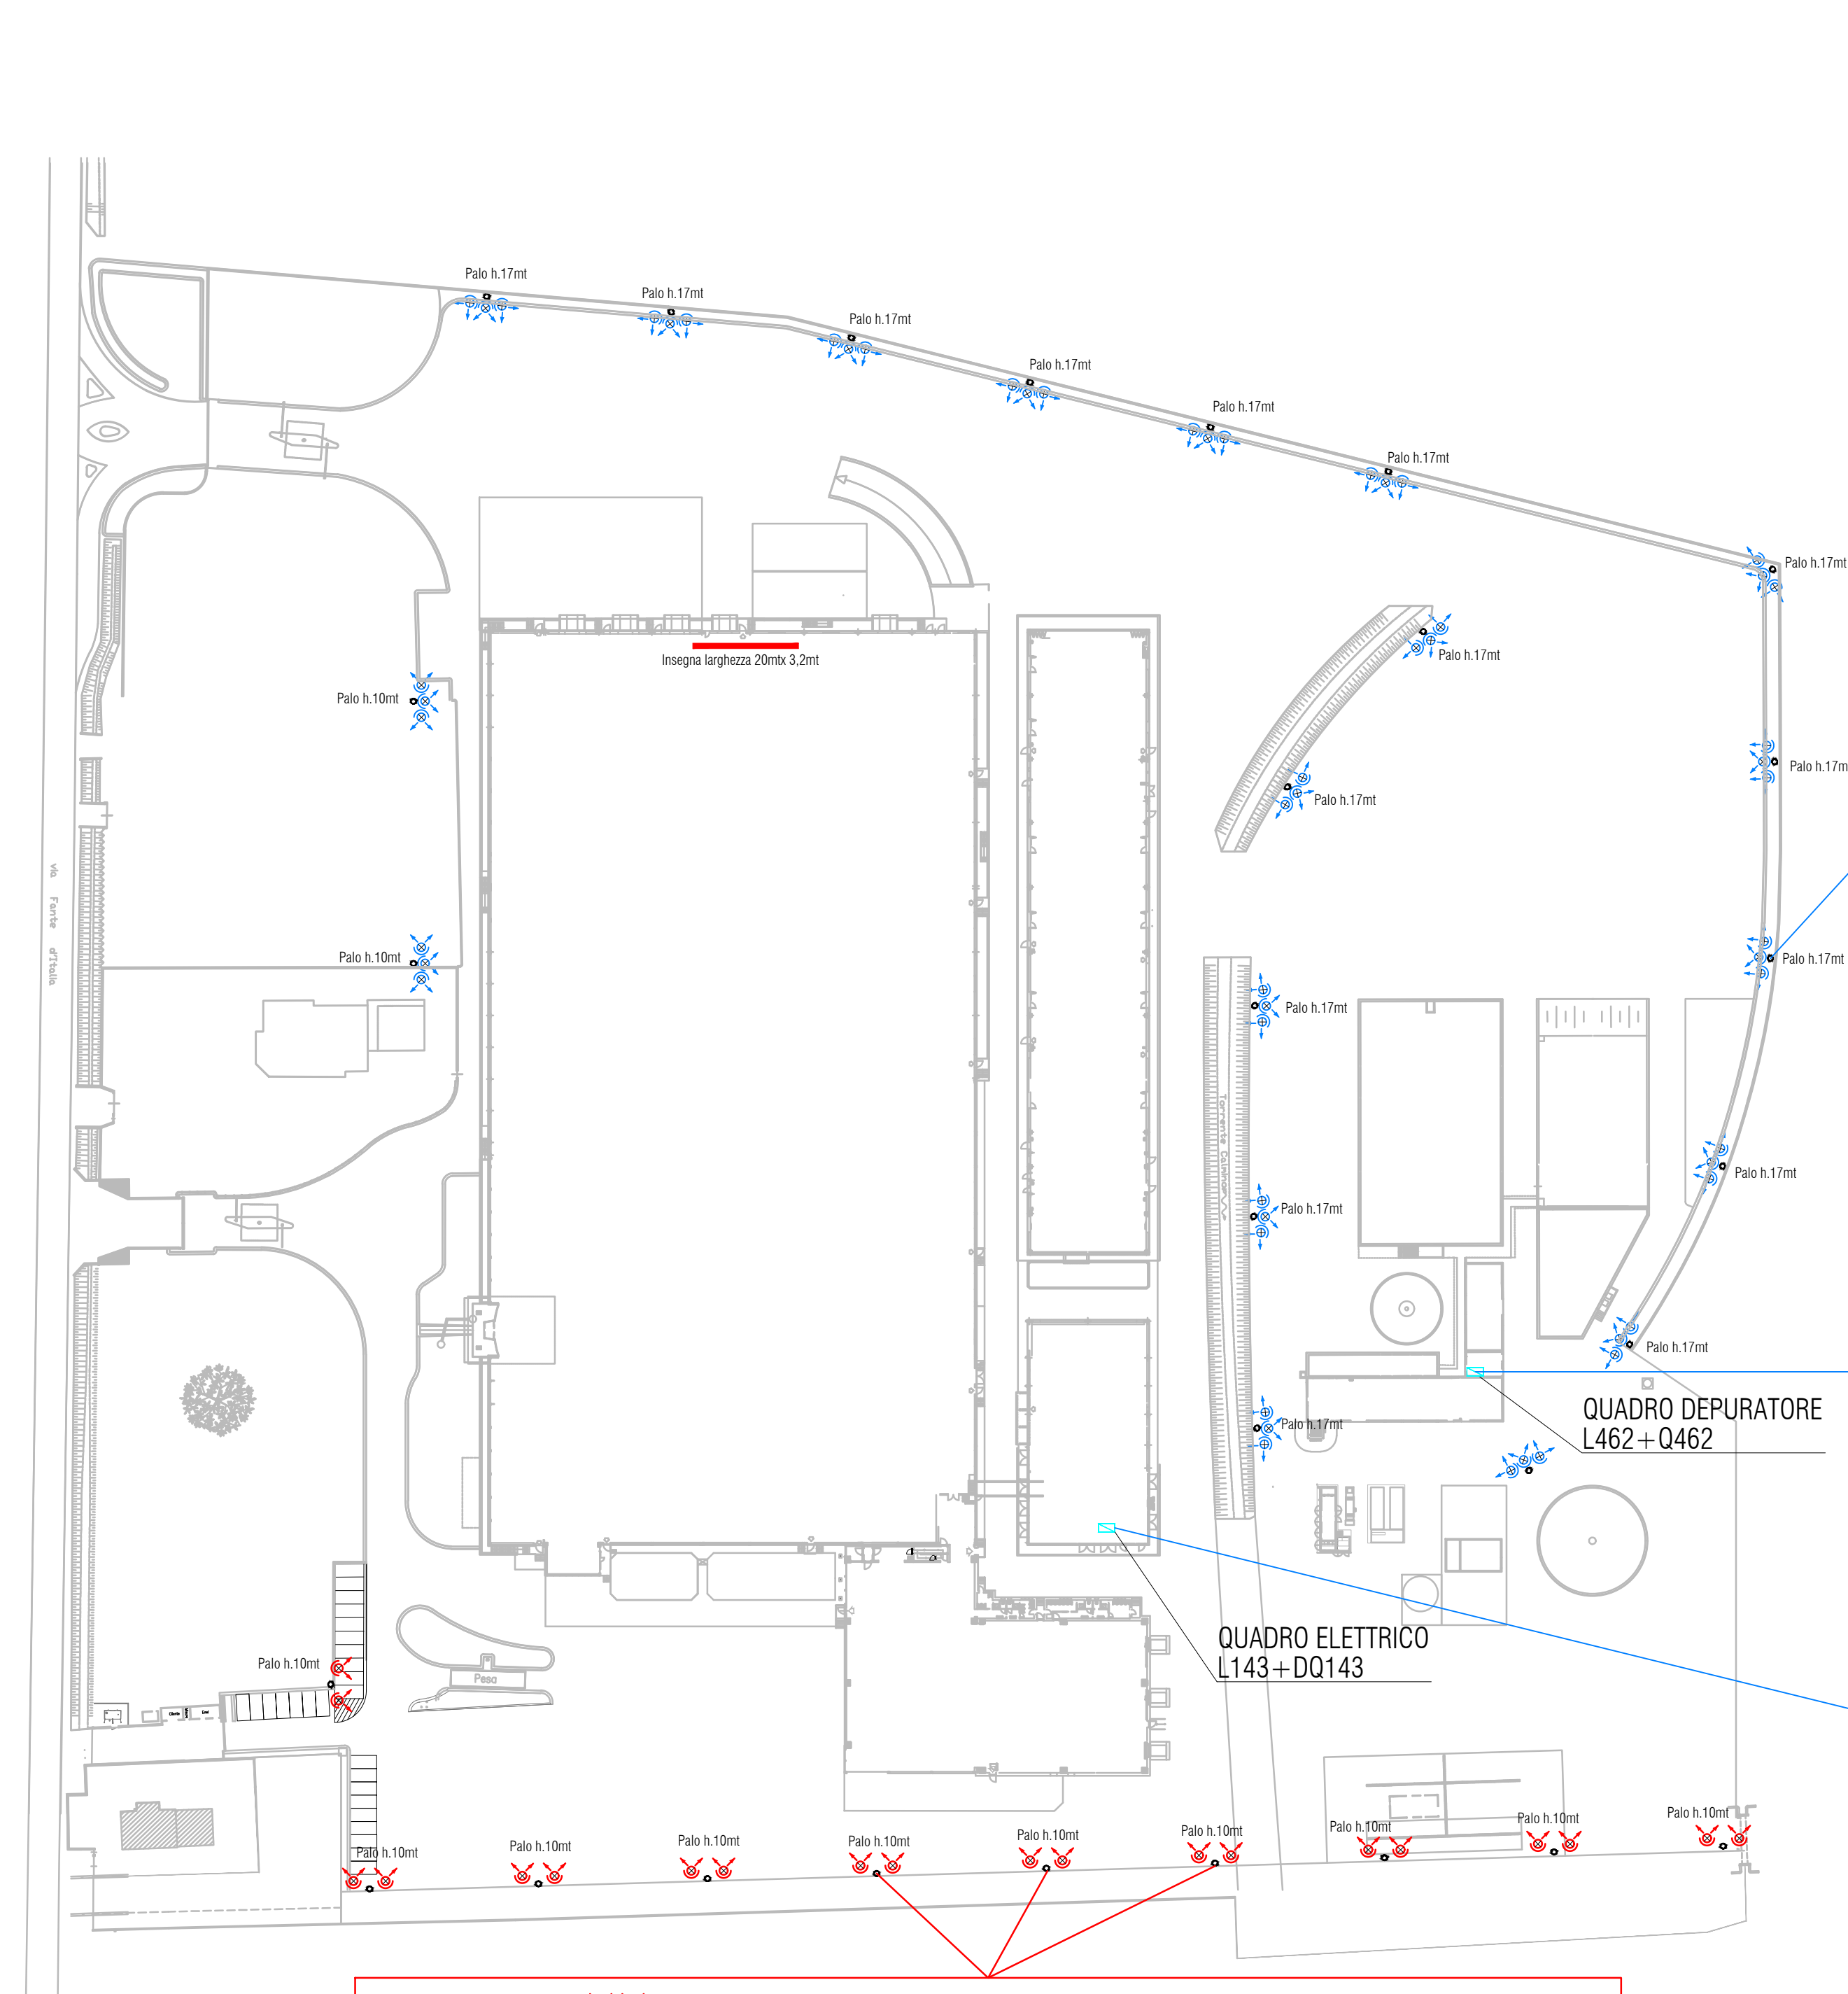 Palo h.17mt
Palo h.17mt
Palo h.17mt
Palo h.17mt
Palo h.17mt
Palo h.17mt
Palo h.17mt
Palo h.17mt
Insegna larghezza 20mtx 3,2mt
Palo h.10mt
Palo h.17m
Palo h.17mt
via Fante d'Italia
Palo h.10mt
Palo h.17mt
Palo h.17mt
Torrente
Palo h.17mt
Palo h.17mt
Palo h.17mt
QUADRO DEPURATORE
L462+Q462
Palo h.17mt
QUADRO ELETTRICO
L143+DQ143
Palo h.10mt
Pesa
Palo h.10mt
Palo h.10mt
Palo h.10mt
Palo h.10mt
Palo h.10mt
Palo h.10mt
Palo h.10mt
Palo h.10mt
Palo h.10mt